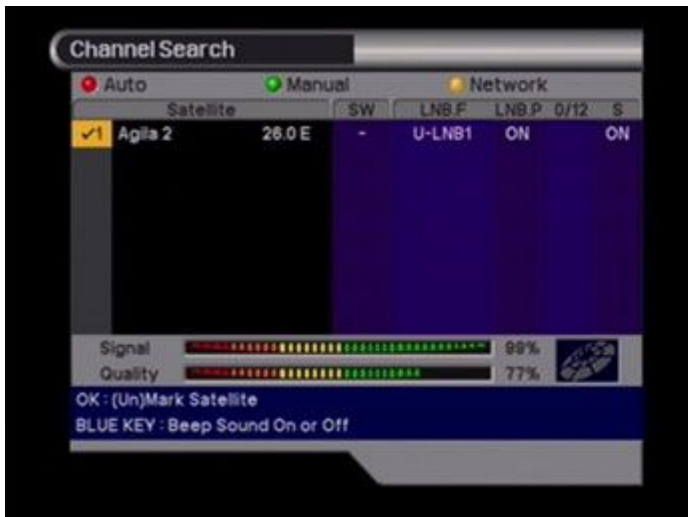 Channel Search
Auto Manual Network
Satellite SW LNB.F LNB.P 0/12 S
✓1 Agila 2 26.0 E - U-LNB1 ON ON
Signal 99%
Quality 77%
OK : (Un)Mark Satellite
BLUE KEY : Beep Sound On or Off